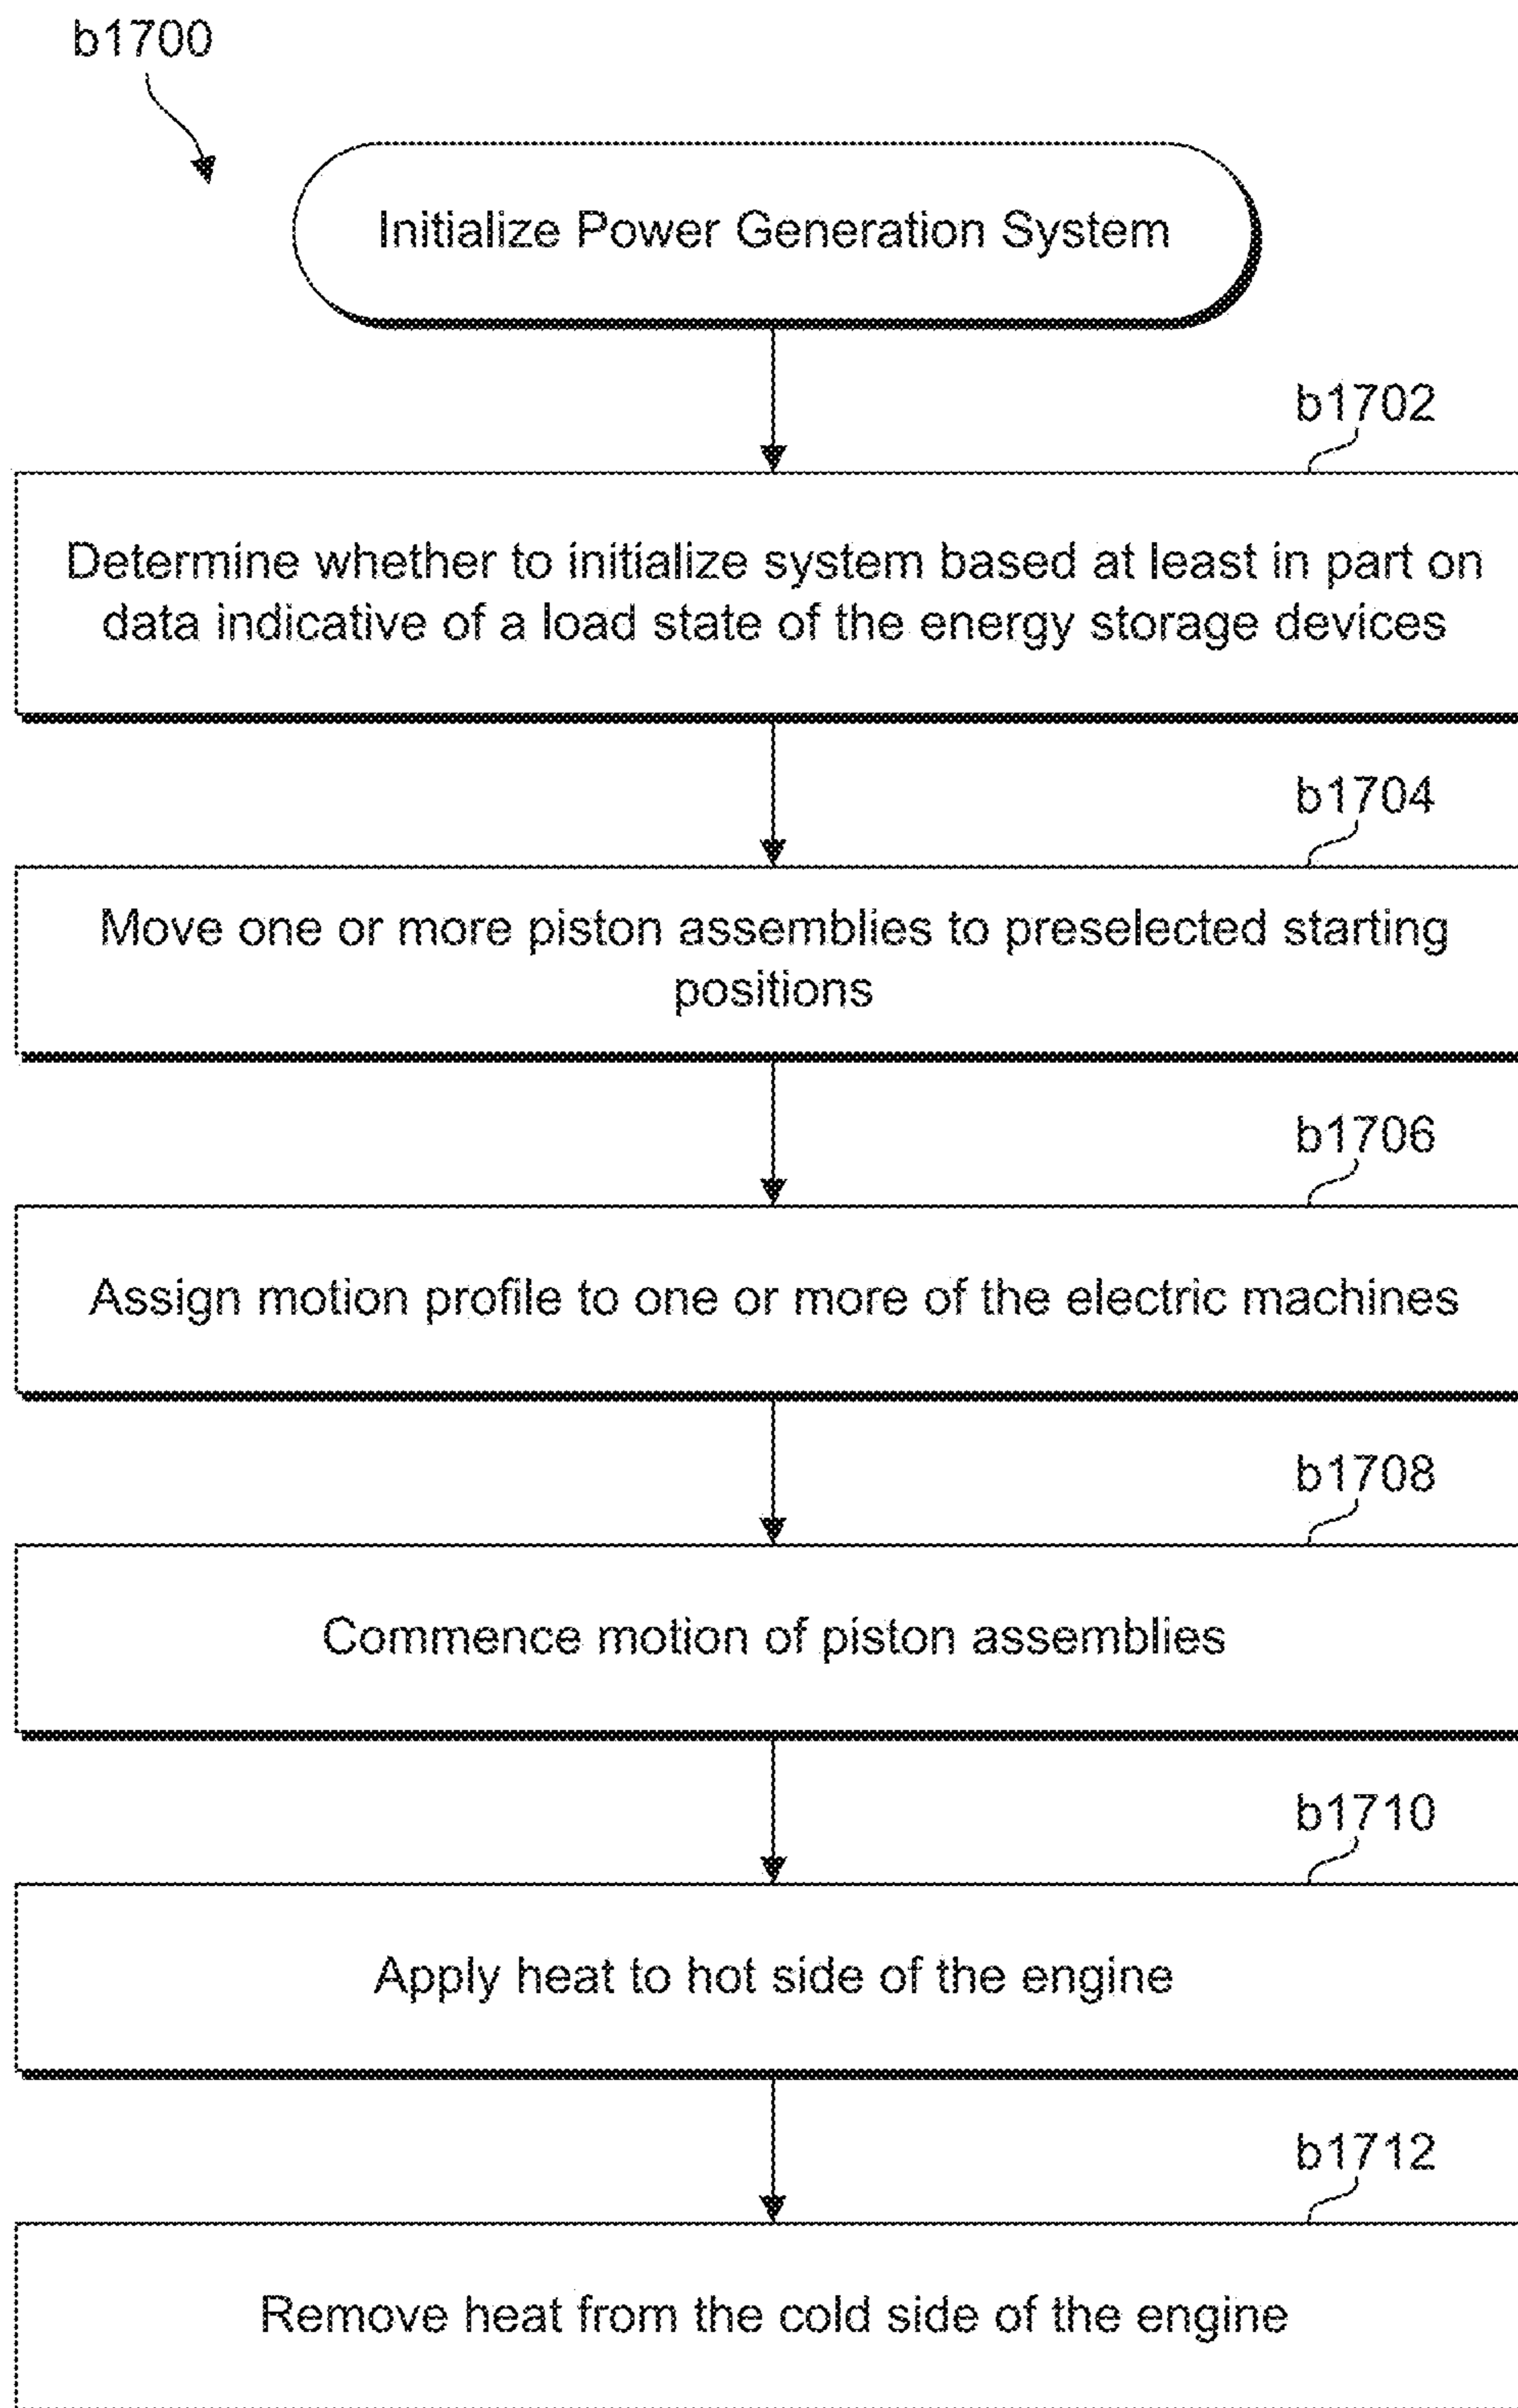 b1700
Initialize Power Generation System
b1702
Determine whether to initialize system based at least in part on
data indicative of a load state of the energy storage devices
b1704
Move one or more piston assemblies to preselected starting
positions
b1706
Assign motion profile to one or more of the electric machines
b1708
Commence motion of piston assemblies
b1710
Apply heat to hot side of the engine
b1712
Remove heat from the cold side of the engine